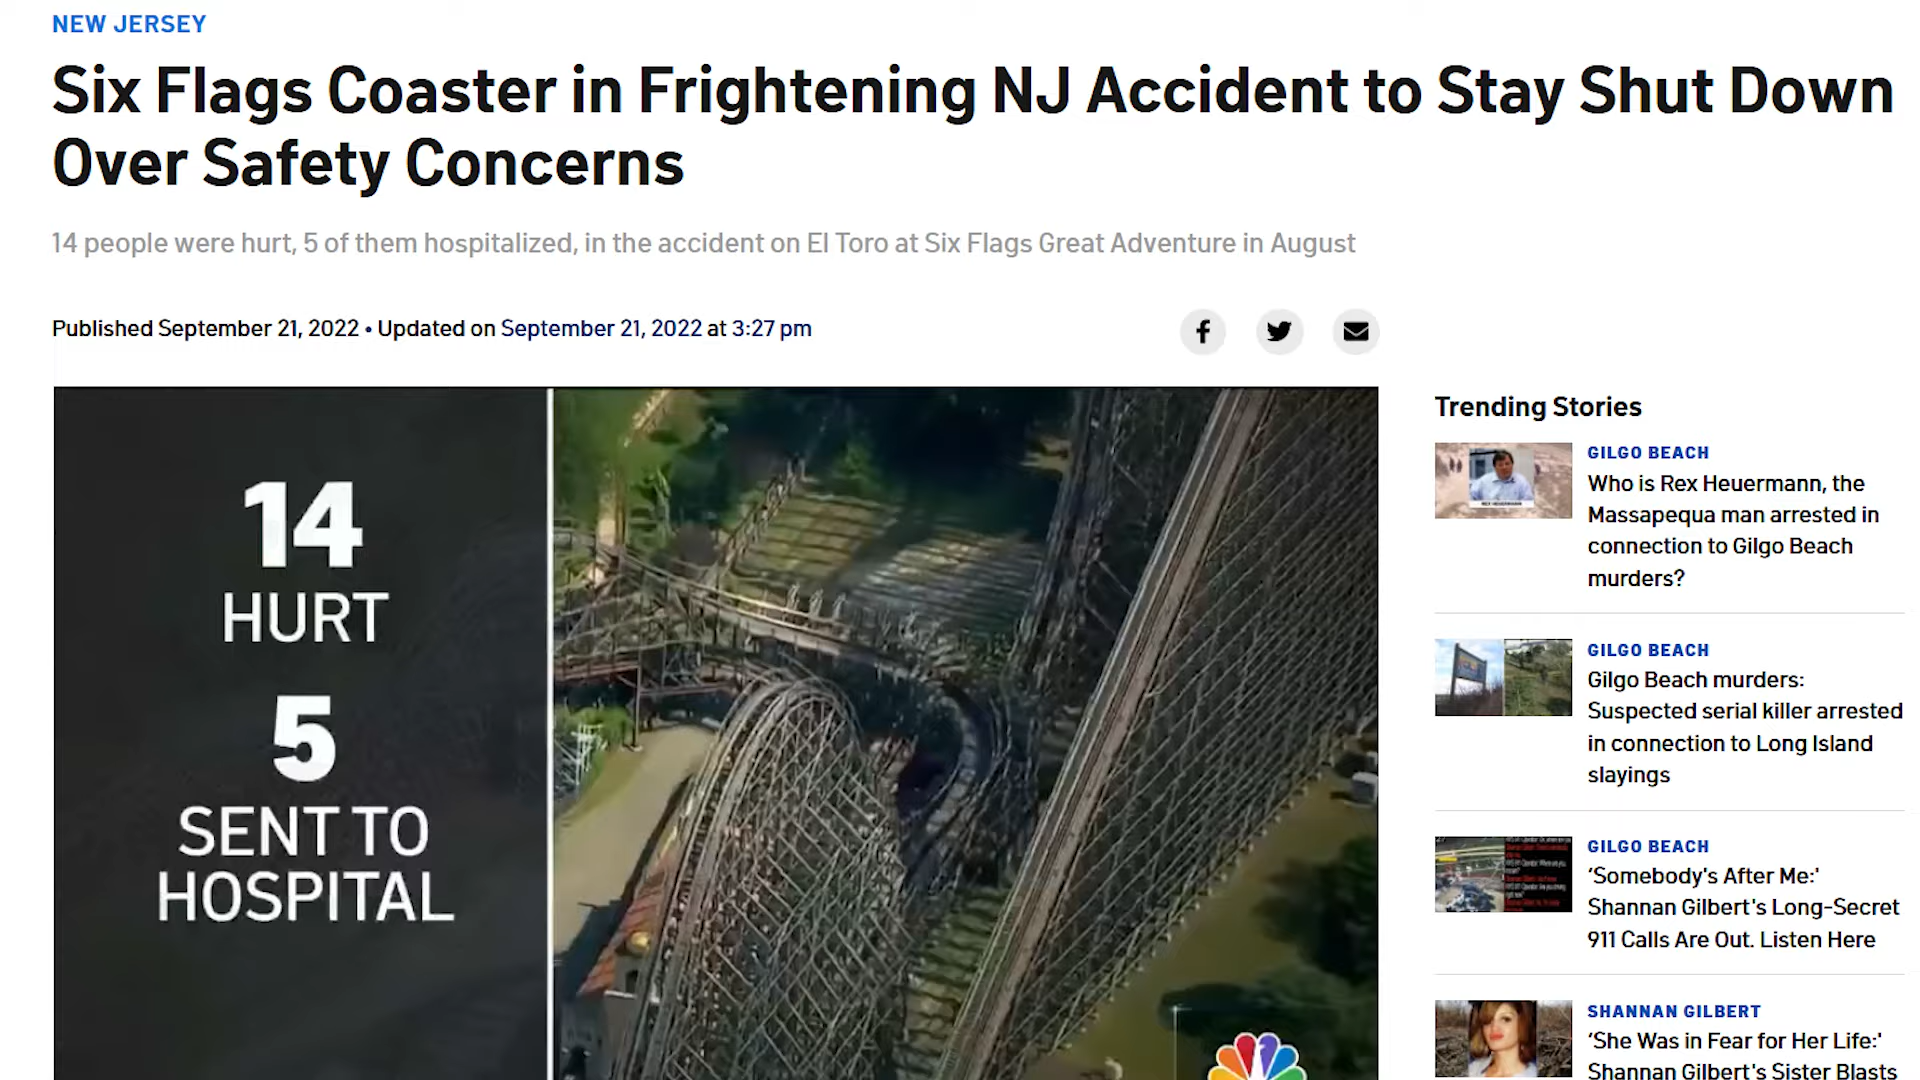 NEW JERSEY
Six Flags Coaster in Frightening NJ Accident to Stay Shut Down
Over Safety Concerns
14 people were hurt, 5 of them hospitalized, in the accident on El Toro at Six Flags Great Adventure in August
Published September 21, 2022 • Updated on September 21, 2022 at 3:27 pm
14
HURT
5
SENT TO
HOSPITAL
Trending Stories
GILGO BEACH
Who is Rex Heuermann, the
Massapequa man arrested in
connection to Gilgo Beach
murders?
GILGO BEACH
Gilgo Beach murders:
Suspected serial killer arrested
in connection to Long Island
slayings
GILGO BEACH
‘Somebody's After Me:'
Shannan Gilbert's Long-Secret
911 Calls Are Out. Listen Here
SHANNAN GILBERT
‘She Was in Fear for Her Life:'
Shannan Gilbert's Sister Blasts